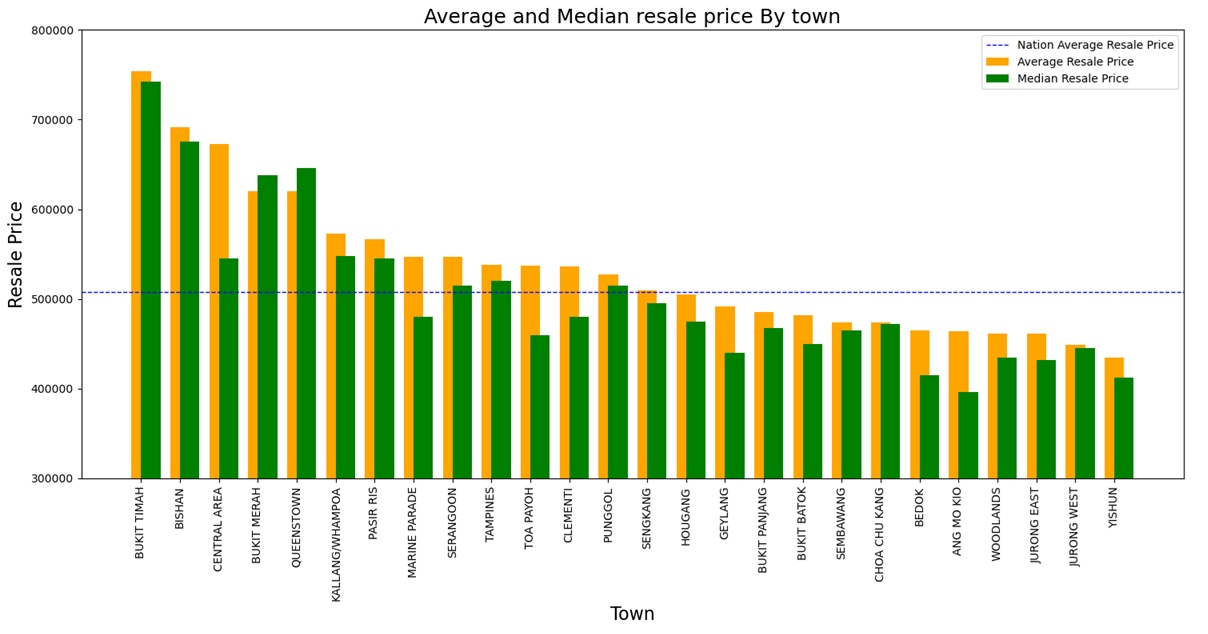 Average and Median resale price By town
800000
700000
600000
500000
400000
300000
Resale Price
Nation Average Resale Price
Average Resale Price
Median Resale Price
BUKIT TIMAH
BISHAN
CENTRAL AREA
BUKIT MERAH
QUEENSTOWN
KALLANG/WHAMPOA
PASIR RIS
MARINE PARADE
SERANGOON
TAMPINES
TOA PAYOH
CLEMENTI
PUNGGOL
SENGKANG
HOUGANG
GEYLANG
BUKIT PANJANG
BUKIT BATOK
SEMBAWANG
CHOA CHU KANG
BEDOK
ANG MO KIO
WOODLANDS
JURONG EAST
JURONG WEST
YISHUN
Town